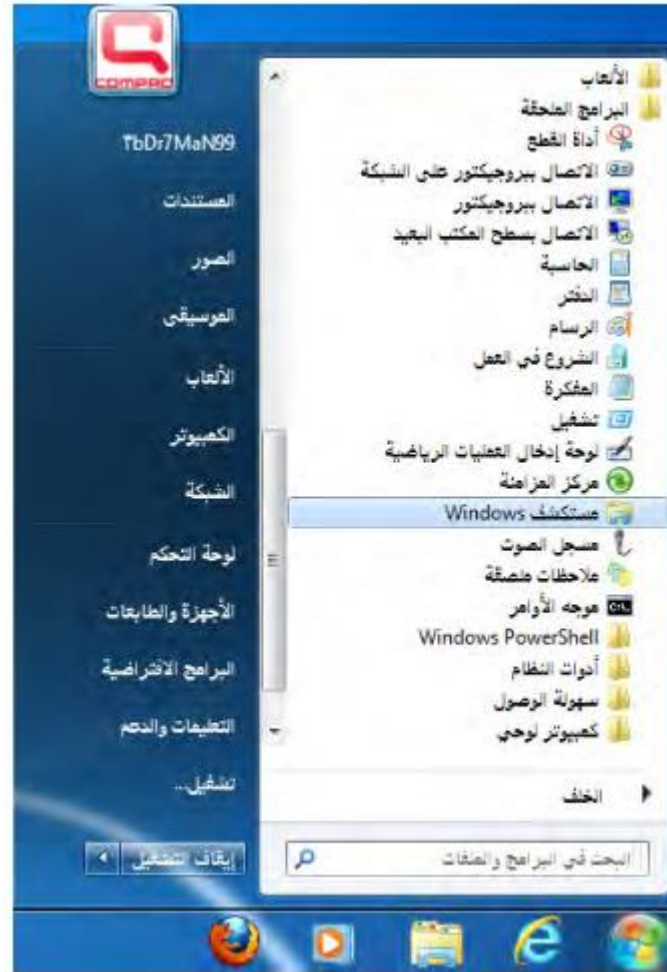 الألعاب
البرامج الملحقة
أداة القطع
الاتصال ببروجيكتور على الشبكة
الاتصال ببروجيكتور
الاتصال بسطح المكتب البعيد
الحاسبة
الدفتر
الرسام
الشروع في العمل
المفكرة
تشغيل
لوحة إدخال العمليات الرياضية
مركز المزامنة
مستكشف Windows
مسجل الصوت
ملاحظات ملصقة
موجه الأوامر
Windows PowerShell
أدوات النظام
سهولة الوصول
كمبيوتر لوحي
الخلف
البحث في البرامج والملفات
COMPAQ
3bDr7MaN99
المستندات
الصور
الموسيقى
الألعاب
الكمبيوتر
الشبكة
لوحة التحكم
الأجهزة والطابعات
البرامج الافتراضية
التعليمات والدعم
تشغيل...
إيقاف التشغيل